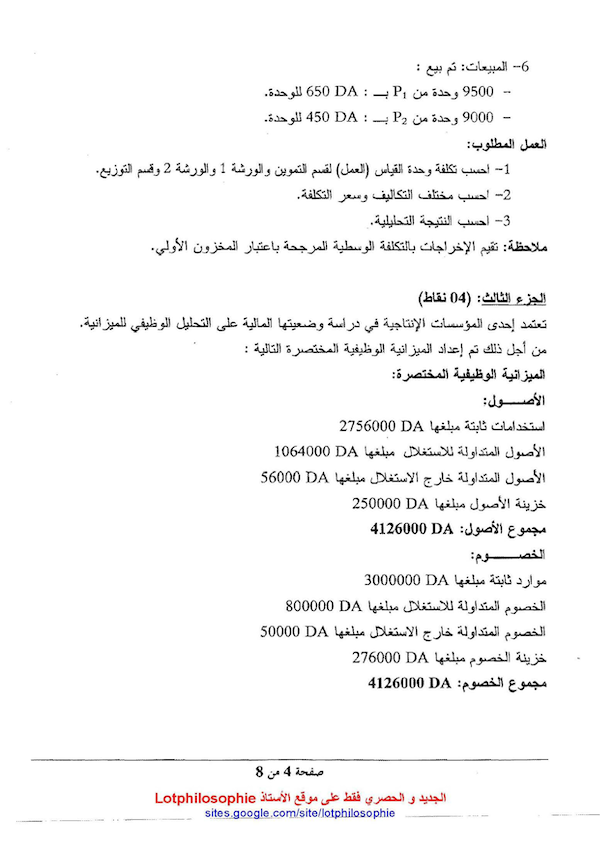 6- المبيعات: تم بيع :
- 9500 وحدة من P1 بـــ : 650 DA للوحدة.
- 9000 وحدة من P2 بـــ : 450 DA للوحدة.
العمل المطلوب:
1- احسب تكلفة وحدة القياس (العمل) لقسم التموين والورشة 1 والورشة 2 وقسم التوزيع.
2- احسب مختلف التكاليف وسعر التكلفة.
3- احسب النتيجة التحليلية.
ملاحظة: تقيم الإخراجات بالتكلفة الوسطية المرجحة باعتبار المخزون الأولي.
الجزء الثالث: (04 نقاط)
تعتمد إحدى المؤسسات الإنتاجية في دراسة وضعيتها المالية على التحليل الوظيفي للميزانية.
من أجل ذلك تم إعداد الميزانية الوظيفية المختصرة التالية :
الميزانية الوظيفية المختصرة:
الأصـــــول:
استخدامات ثابتة مبلغها 2756000 DA
الأصول المتداولة للاستغلال مبلغها 1064000 DA
الأصول المتداولة خارج الاستغلال مبلغها 56000 DA
خزينة الأصول مبلغها 250000 DA
مجموع الأصول: 4126000 DA
الخصـــــوم:
موارد ثابتة مبلغها 3000000 DA
الخصوم المتداولة للاستغلال مبلغها 800000 DA
الخصوم المتداولة خارج الاستغلال مبلغها 50000 DA
خزينة الخصوم مبلغها 276000 DA
مجموع الخصوم: 4126000 DA
صفحة 4 من 8
الجديد و الحصري فقط على موقع الأستاذ Lotphilosophie
sites.google.com/site/lotphilosophie